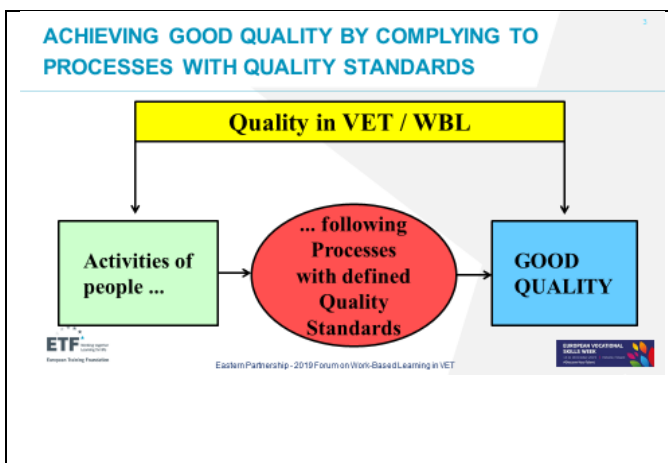 3
ACHIEVING GOOD QUALITY BY COMPLYING TO
PROCESSES WITH QUALITY STANDARDS
Quality in VET / WBL
Activities of
people ...
... following
Processes
with defined
Quality
Standards
GOOD
QUALITY
ETF
European Training Foundation
Eastern Partnership - 2019 Forum on Work-Based Learning in VET
EUROPEAN VOCATIONAL
SKILLS WEEK